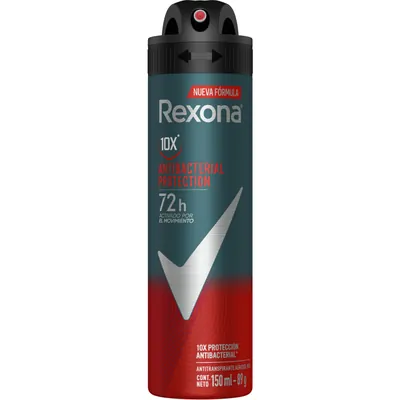 NUEVA FÓRMULA
Rexona
10X*
ANTIBACTERIAL
PROTECTION
72h
ACTIVADO POR
EL MOVIMIENTO
10X PROTECCIÓN
ANTIBACTERIAL*
ANTITRANSPIRANTE
CONT.
NETO 150 ml - 89 g